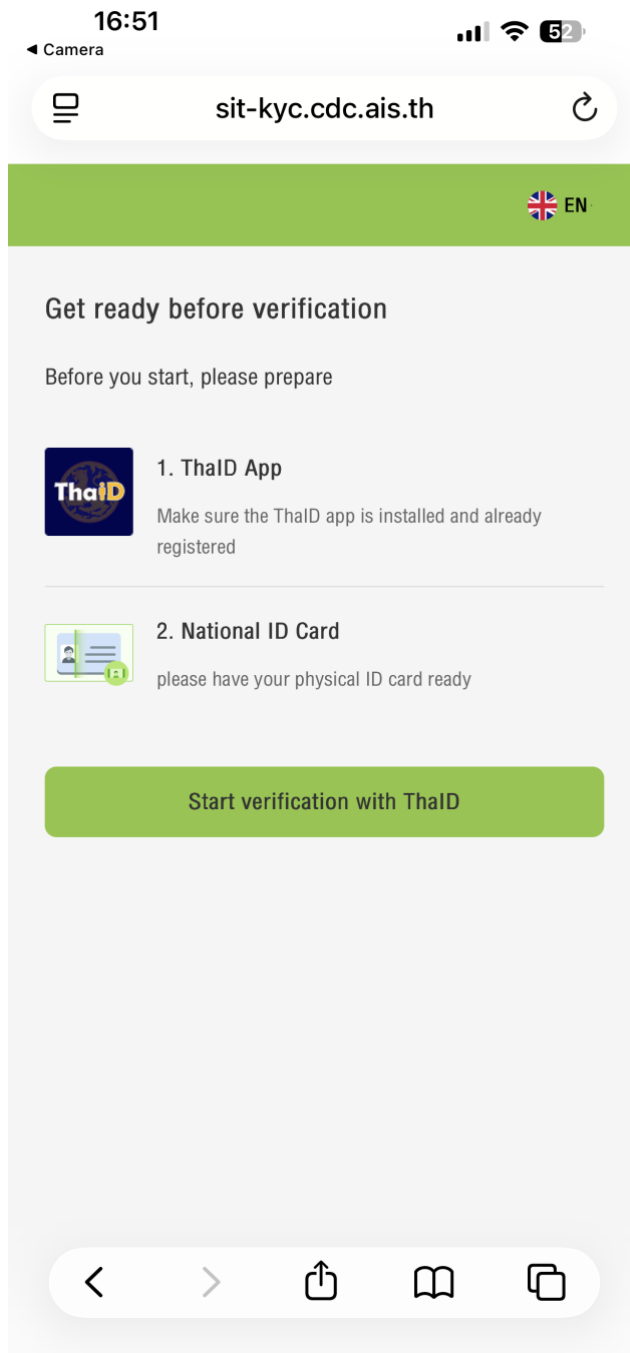 16:51
52
◀ Camera
sit-kyc.cdc.ais.th
EN
Get ready before verification
Before you start, please prepare
ThaiD
1. ThaID App
Make sure the ThaID app is installed and already
registered
2. National ID Card
please have your physical ID card ready
Start verification with ThaID